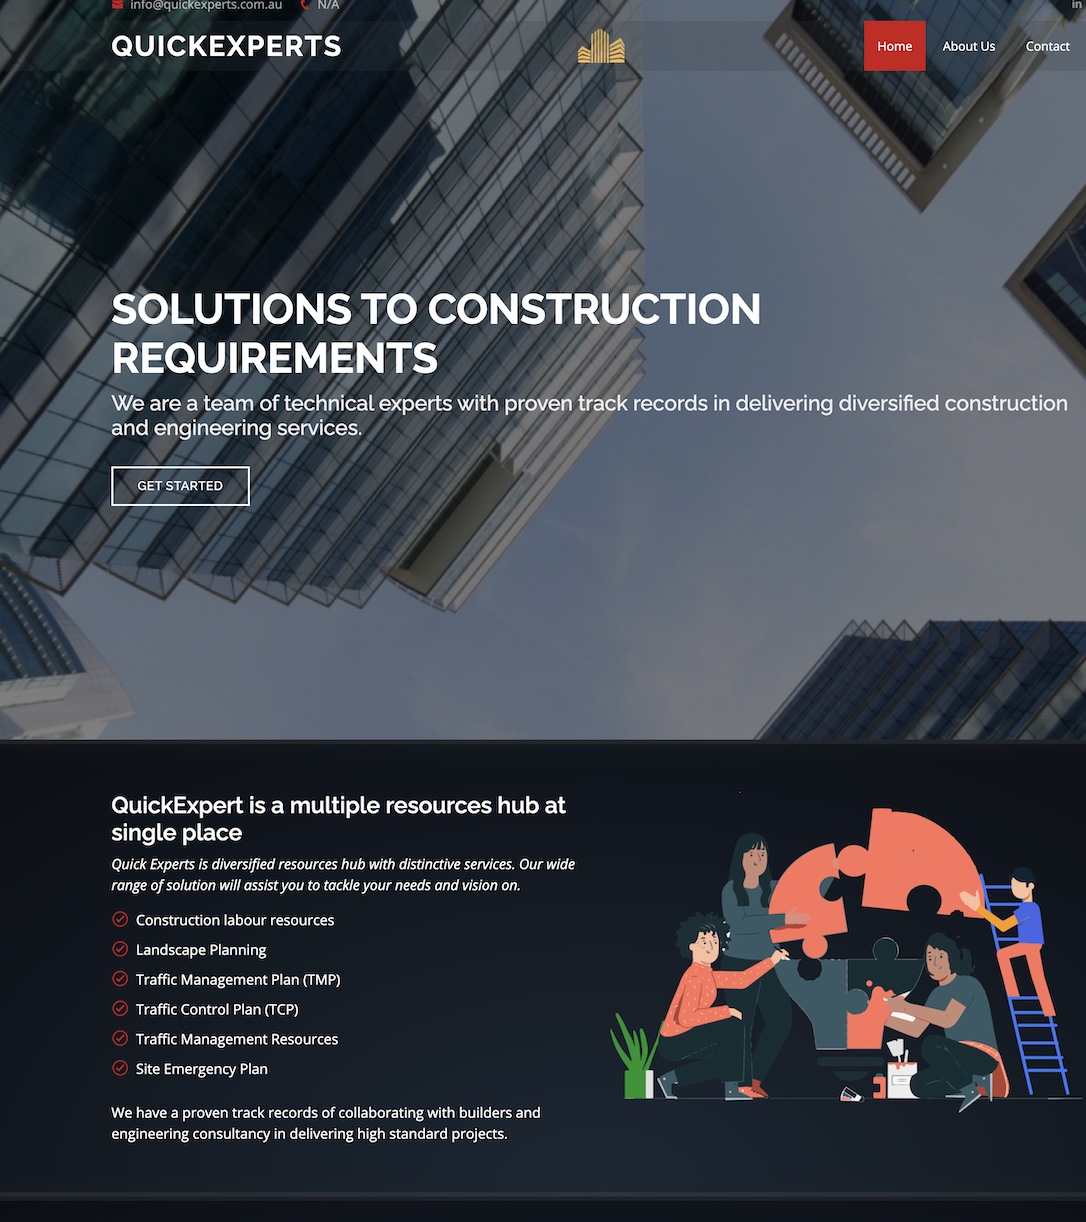 info@quickexperts.com.au N/A
in
QUICKEXPERTS
Home About Us Contact
SOLUTIONS TO CONSTRUCTION
REQUIREMENTS
We are a team of technical experts with proven track records in delivering diversified construction
and engineering services.
GET STARTED
QuickExpert is a multiple resources hub at
single place
Quick Experts is diversified resources hub with distinctive services. Our wide
range of solution will assist you to tackle your needs and vision on.
Construction labour resources
Landscape Planning
Traffic Management Plan (TMP)
Traffic Control Plan (TCP)
Traffic Management Resources
Site Emergency Plan
We have a proven track records of collaborating with builders and
engineering consultancy in delivering high standard projects.